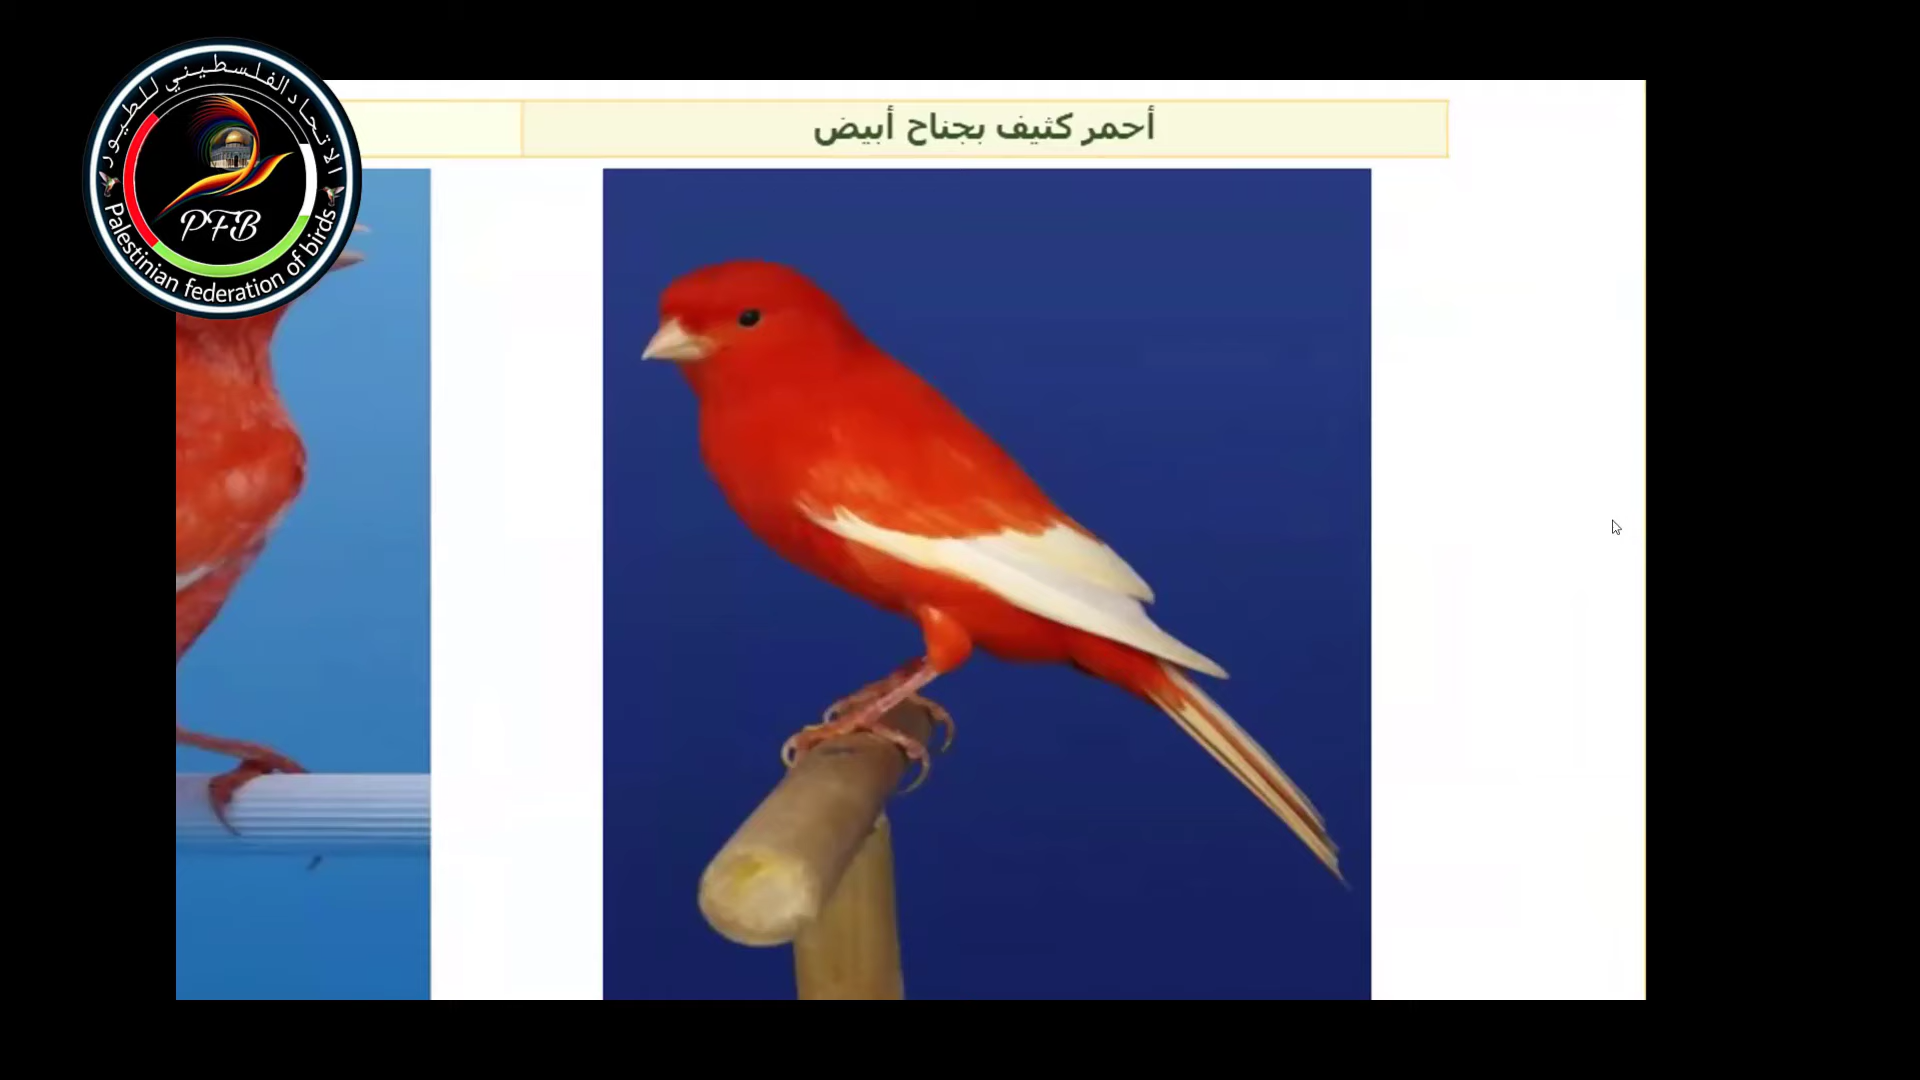 الاتحاد الفلسطيني للطيور
PFB
Palestinian federation of birds
أحمر كثيف بجناح أبيض